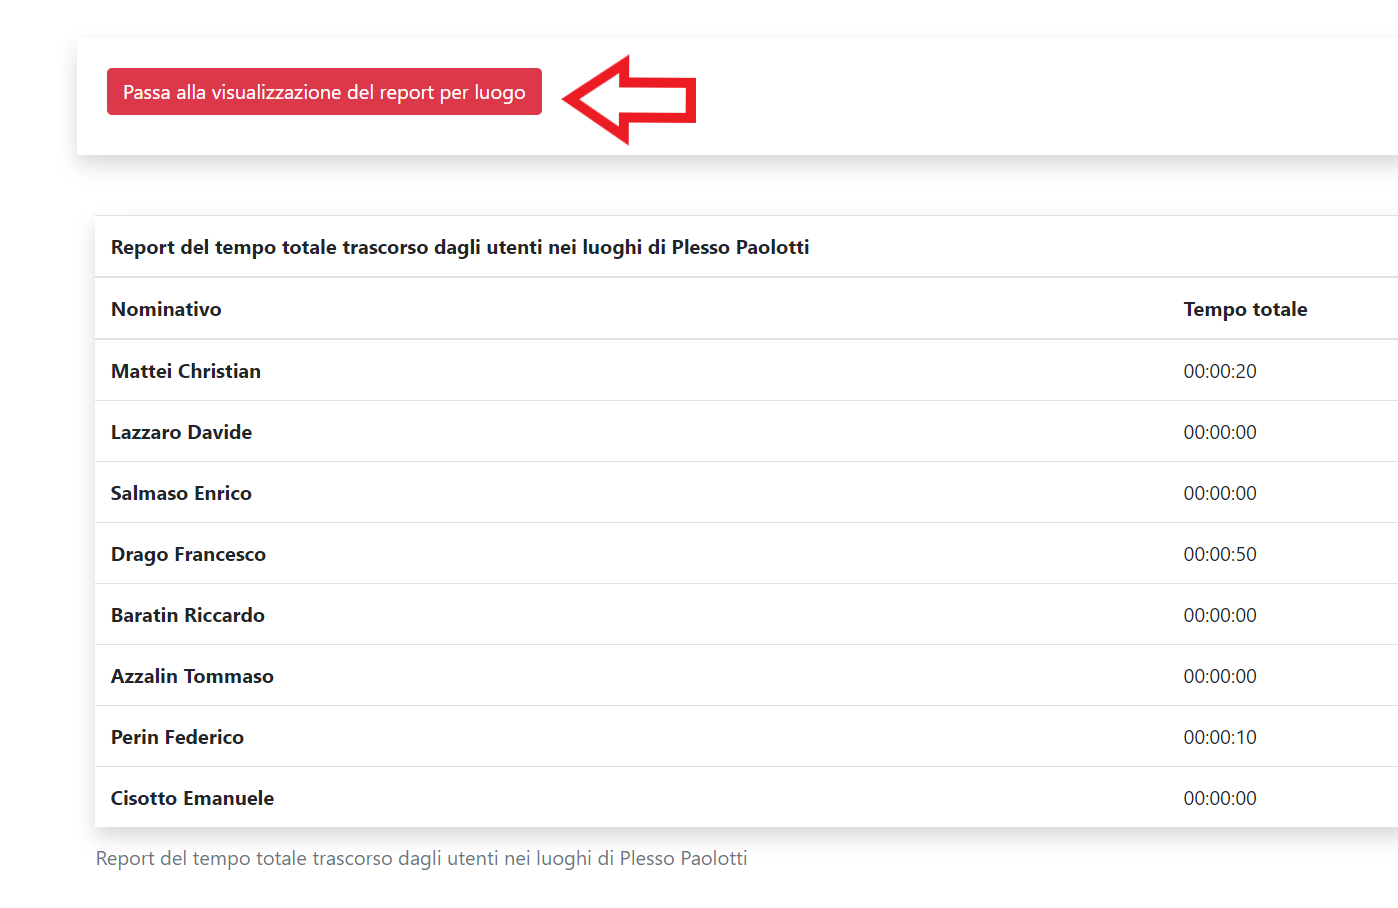 Passa alla visualizzazione del report per luogo
Report del tempo totale trascorso dagli utenti nei luoghi di Plesso Paolotti
Nominativo Tempo totale
Mattei Christian 00:00:20
Lazzaro Davide 00:00:00
Salmaso Enrico 00:00:00
Drago Francesco 00:00:50
Baratin Riccardo 00:00:00
Azzalin Tommaso 00:00:00
Perin Federico 00:00:10
Cisotto Emanuele 00:00:00
Report del tempo totale trascorso dagli utenti nei luoghi di Plesso Paolotti